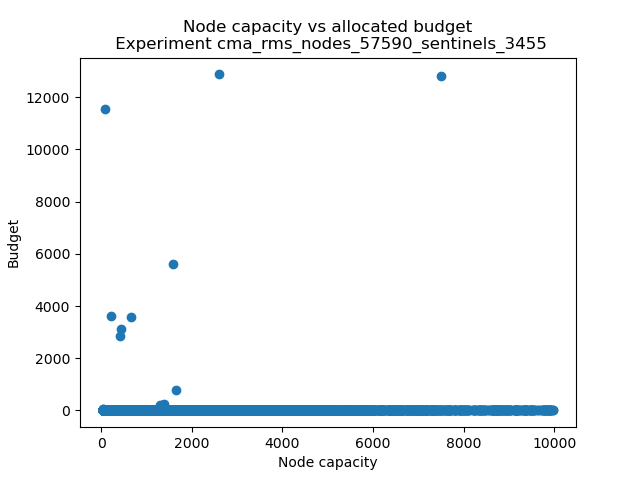 Node capacity vs allocated budget
Experiment cma_rms_nodes_57590_sentinels_3455
12000
10000
8000
6000
4000
2000
0
Budget
0 2000 4000 6000 8000 10000
Node capacity